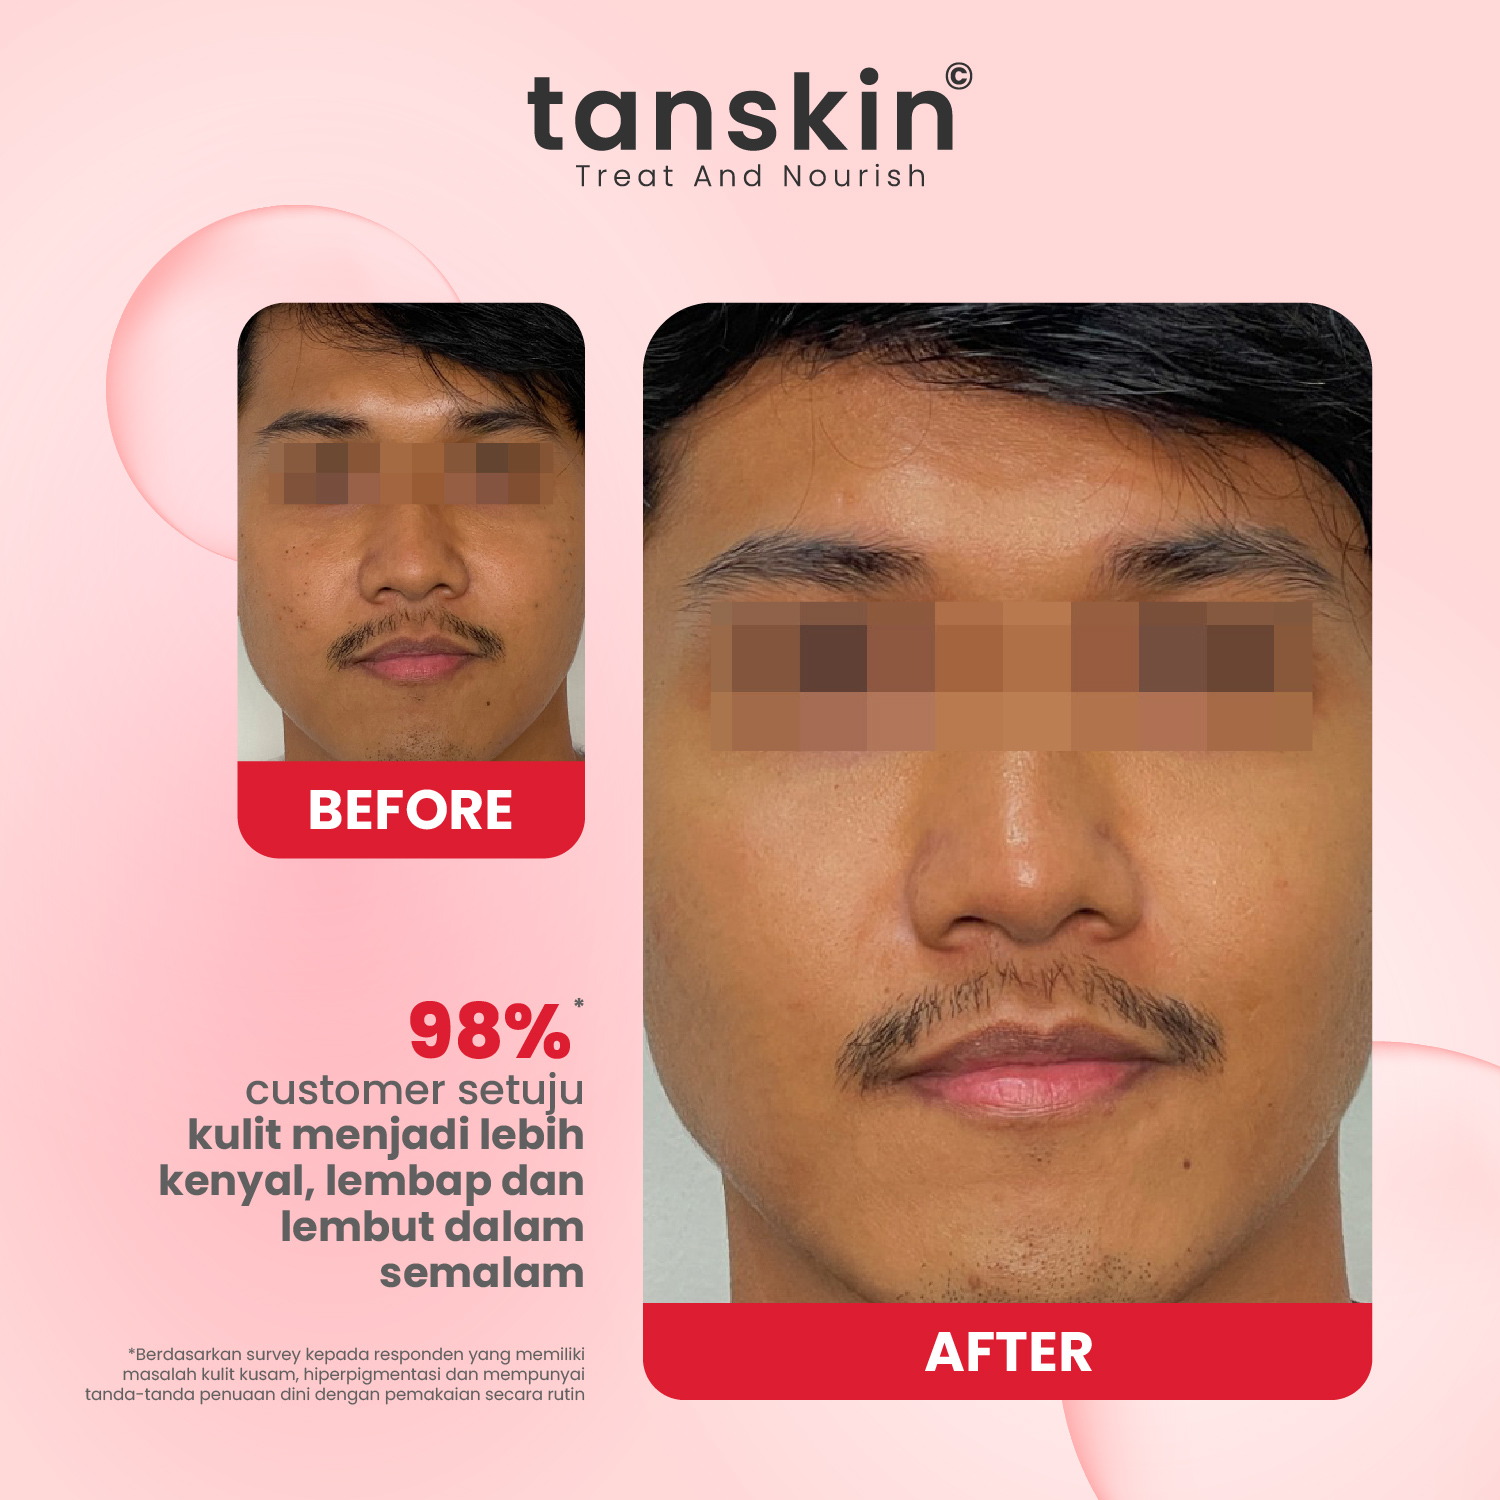 tanskin©
Treat And Nourish
BEFORE
98%*
customer setuju
kulit menjadi lebih
kenyal, lembap dan
lembut dalam
semalam
*Berdasarkan survey kepada responden yang memiliki
masalah kulit kusam, hiperpigmentasi dan mempunyai
tanda-tanda penuaan dini dengan pemakaian secara rutin
AFTER